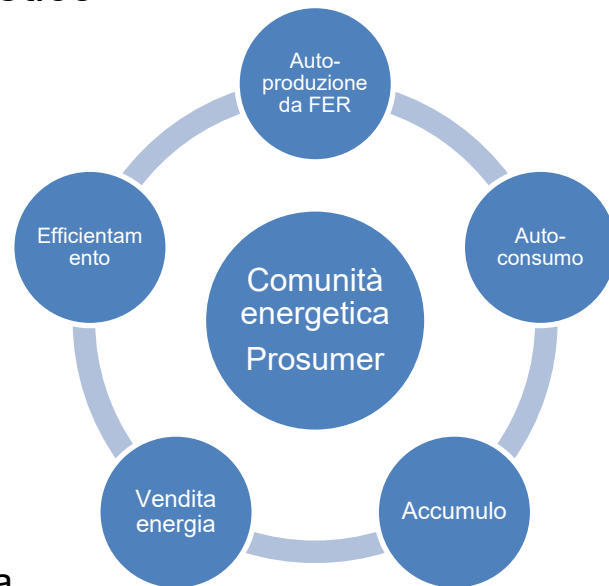 Auto-
produzione
da FER
Efficientam
ento
Auto-
consumo
Comunità
energetica
Prosumer
Vendita
energia
Accumulo